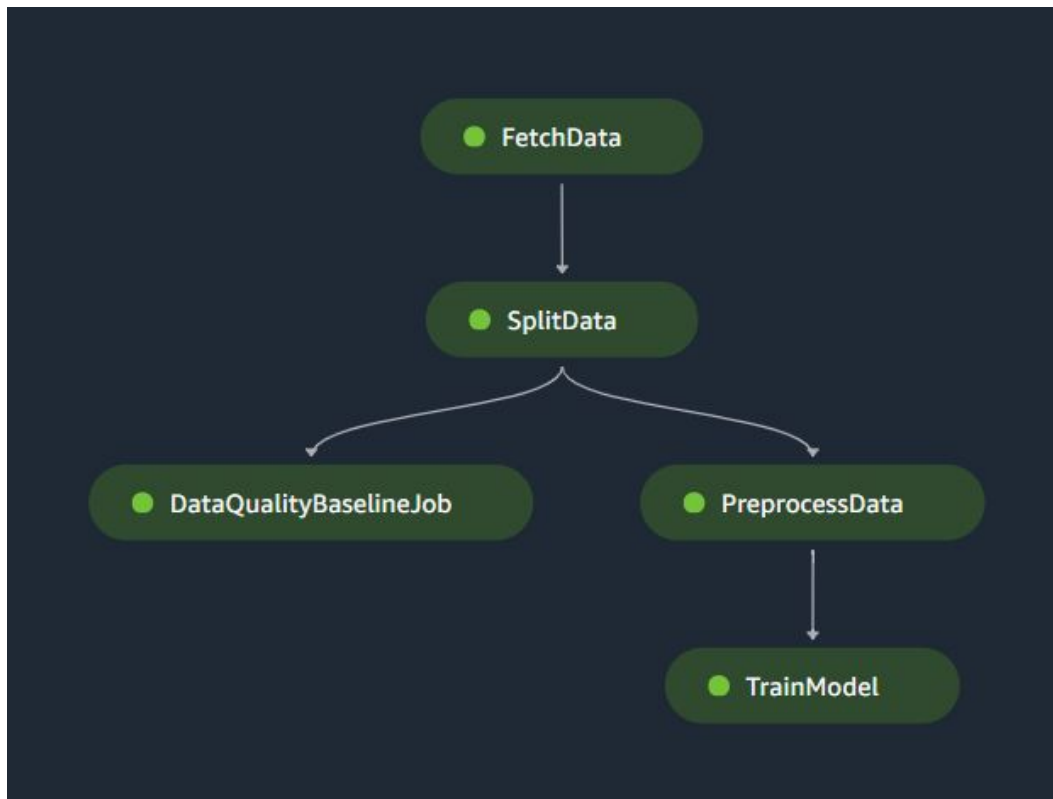 FetchData
SplitData
DataQualityBaselineJob
PreprocessData
TrainModel